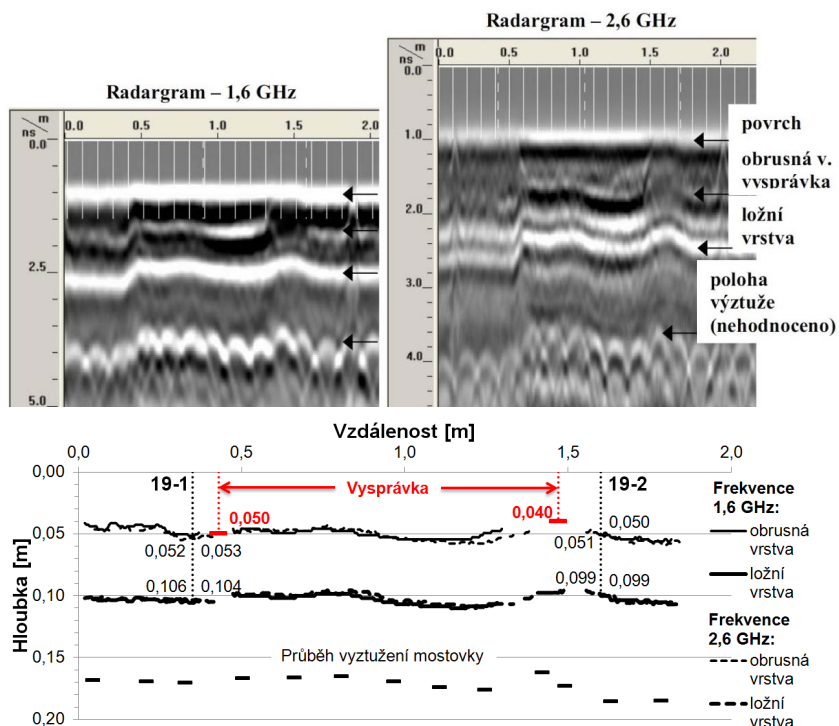 Radargram – 1,6 GHz
m
ns
0.0 0.5 1.0 1.5 2.0
0.0
2.5
5.0
Radargram – 2,6 GHz
m
ns
0.0 0.5 1.0 1.5 2.0
0.0
1.0
2.0
3.0
4.0
povrch
obrusná v.
vysprávka
ložní
vrstva
poloha
výztuže
(nehodnoceno)
Vzdálenost [m]
0,0 0,5 1,0 1,5 2,0
Hloubka [m]
0,00
0,05
0,10
0,15
0,20
19-1
Vysprávka
19-2
0,050
0,040
0,050
0,052 0,053
0,051
0,106 0,104
0,099 0,099
Průběh vyztužení mostovky
Frekvence
1,6 GHz:
obrusná
vrstva
ložní
vrstva
Frekvence
2,6 GHz:
obrusná
vrstva
ložní
vrstva